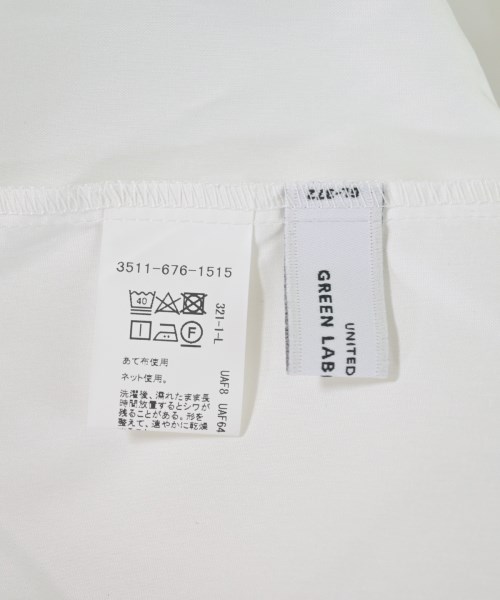 3511-676-1515
40
F
あて布使用
ネット使用。
洗濯後、濡れたまま長
時間放置するとシワが
残ることがある。形を
整えて、速やかに乾燥
321-1-L
UAF8 UAF64
UNITED
GREEN LAB